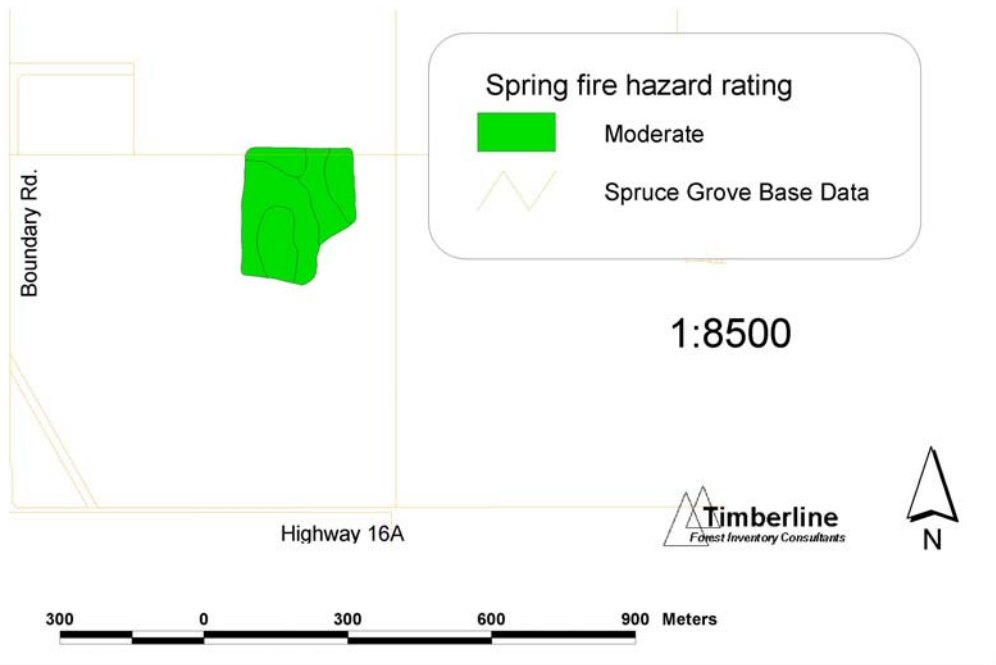 Spring fire hazard rating
Moderate
Spruce Grove Base Data
Boundary Rd.
1:8500
Timberline
Forest Inventory Consultants
N
Highway 16A
300 0 300 600 900 Meters